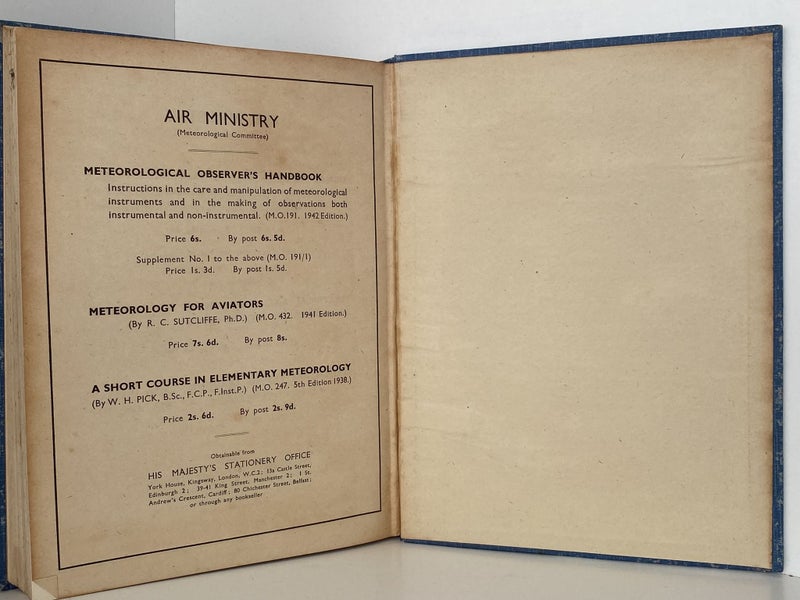 AIR MINISTRY
(Meteorological Committee)
METEOROLOGICAL OBSERVER'S HANDBOOK
Instructions in the care and manipulation of meteorological
instruments and in the making of observations both
instrumental and non-instrumental. (M.O.191. 1942 Edition.)
Price 6s. By post 6s. 5d.
Supplement No. 1 to the above (M.O. 191/1)
Price 1s. 3d. By post 1s. 5d.
METEOROLOGY FOR AVIATORS
(By R. C. SUTCLIFFE, Ph.D.) (M.O. 432. 1941 Edition.)
Price 7s. 6d. By post 8s.
A SHORT COURSE IN ELEMENTARY METEOROLOGY
(By W. H. PICK, B.Sc., F.C.P., F.Inst.P.) (M.O. 247. 5th Edition 1938.)
Price 2s. 6d. By post 2s. 9d.
Obtainable from
HIS MAJESTY'S STATIONERY OFFICE
York House, Kingsway, London, W.C.2; 13a Castle Street,
Edinburgh 2; 39-41 King Street, Manchester 2; 1 St.
Andrew's Crescent, Cardiff; 80 Chichester Street, Belfast;
or through any bookseller